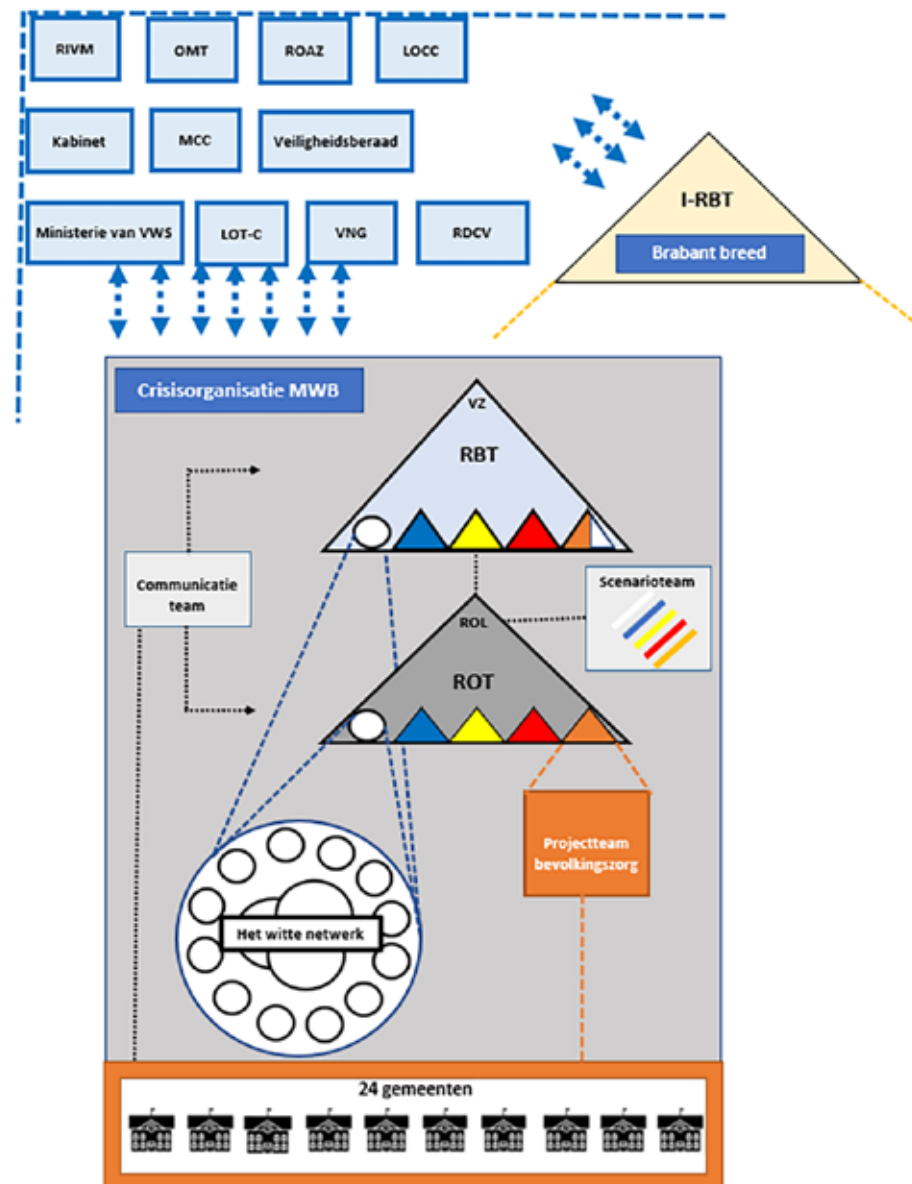 RIVM
OMT
ROAZ
LOCC
Kabinet
MCC
Veiligheidsberaad
Ministerie van VWS
LOT-C
VNG
RDCV
I-RBT
Brabant breed
Crisisorganisatie MWB
VZ
RBT
Communicatie
team
Scenarioteam
ROL
ROT
Projectteam
bevolkingszorg
Het witte netwerk
24 gemeenten